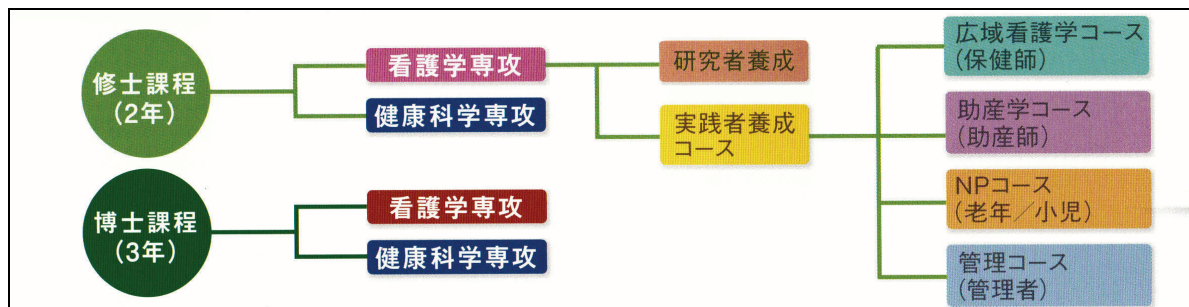 修士課程
(2年)
看護学専攻
健康科学専攻
研究者養成
実践者養成
コース
広域看護学コース
(保健師)
助産学コース
(助産師)
NPコース
(老年／小児)
管理コース
(管理者)
博士課程
(3年)
看護学専攻
健康科学専攻